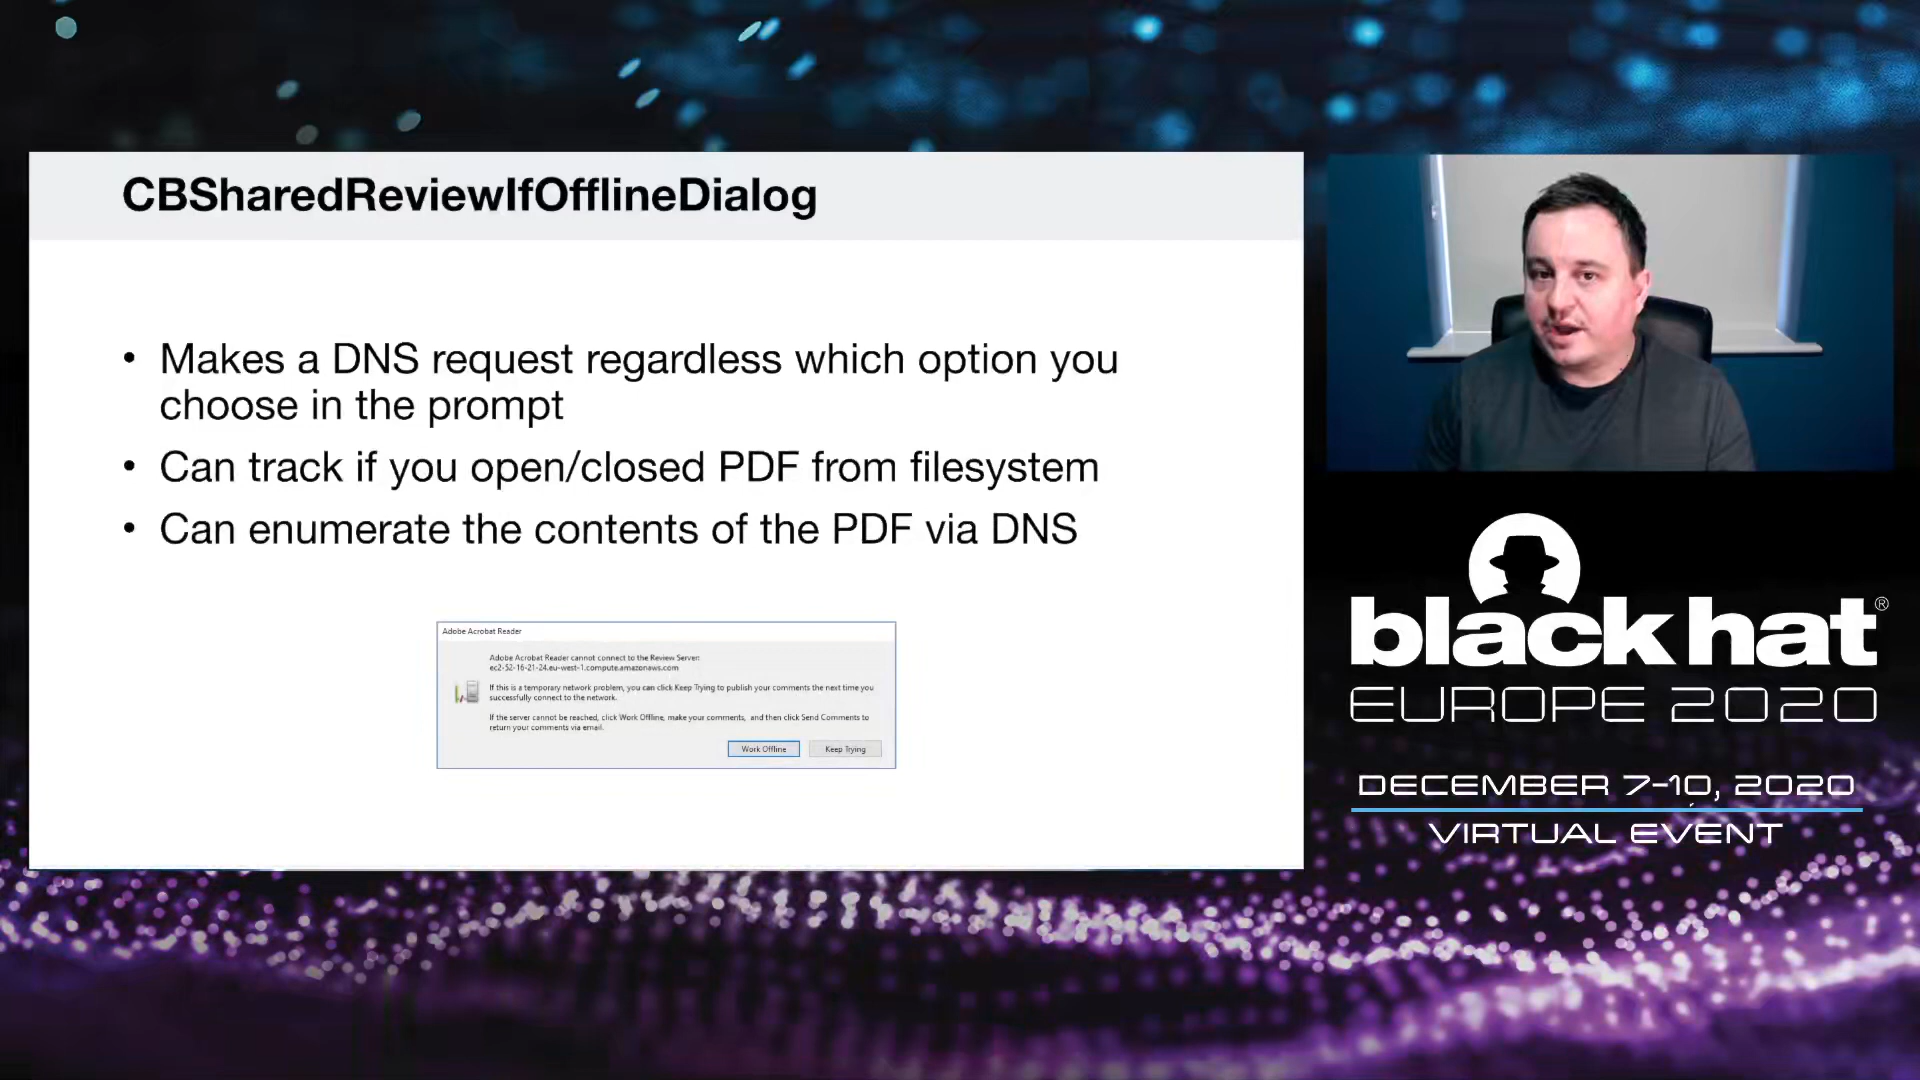 CBSharedReviewIfOfflineDialog
• Makes a DNS request regardless which option you
choose in the prompt
• Can track if you open/closed PDF from filesystem
• Can enumerate the contents of the PDF via DNS
Adobe Acrobat Reader
Adobe Acrobat Reader cannot connect to the Review Server:
ec2-52-16-21-24.eu-west-1.compute.amazonaws.com
If this is a temporary network problem, you can click Keep Trying to publish your comments the next time you
successfully connect to the network.
If the server cannot be reached, click Work Offline, make your comments, and then click Send Comments to
return your comments via email.
Work Offline
Keep Trying
black hat®
EUROPE 2020
DECEMBER 7-10, 2020
VIRTUAL EVENT